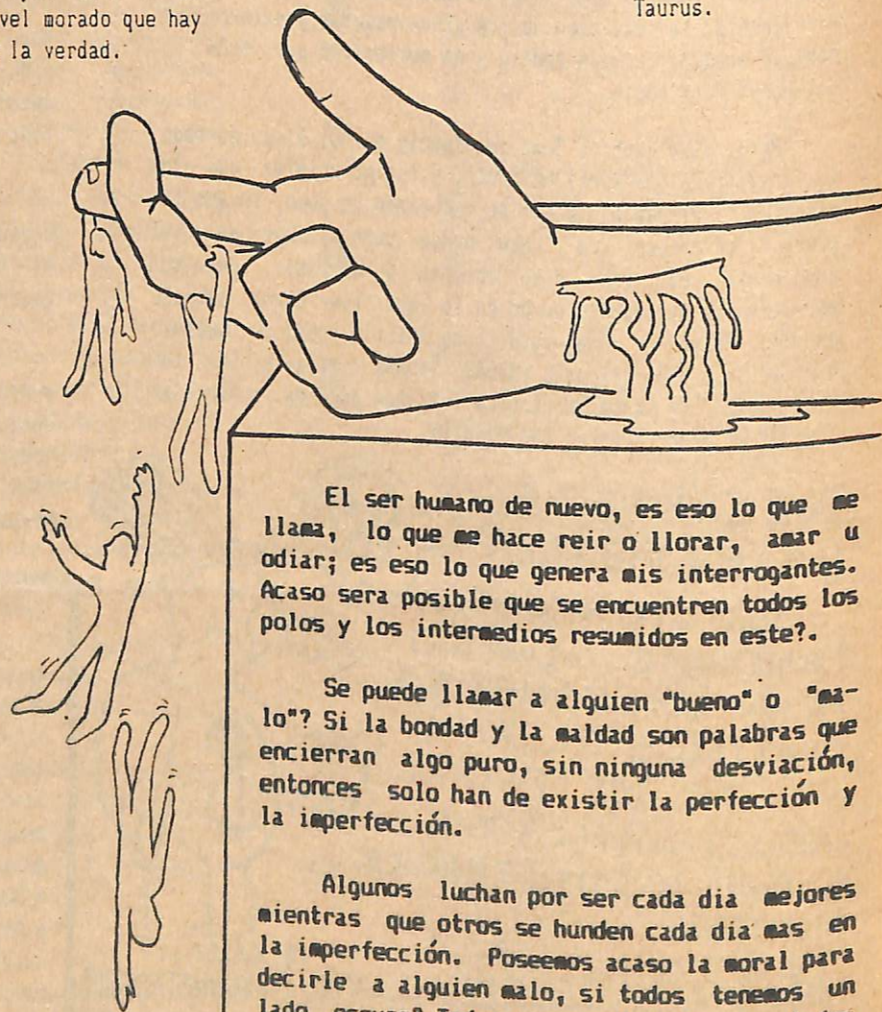 vel morado que hay
la verdad.
Taurus.
El ser humano de nuevo, es eso lo que me
llama, lo que me hace reir o llorar, amar u
odiar; es eso lo que genera mis interrogantes.
Acaso sera posible que se encuentren todos los
polos y los intermedios resumidos en este?.
Se puede llamar a alguien "bueno" o "ma-
lo"? Si la bondad y la maldad son palabras que
encierran algo puro, sin ninguna desviación,
entonces solo han de existir la perfección y
la imperfección.
Algunos luchan por ser cada dia mejores
mientras que otros se hunden cada dia mas en
la imperfección. Poseemos acaso la moral para
decirle a alguien malo, si todos tenemos un
lado